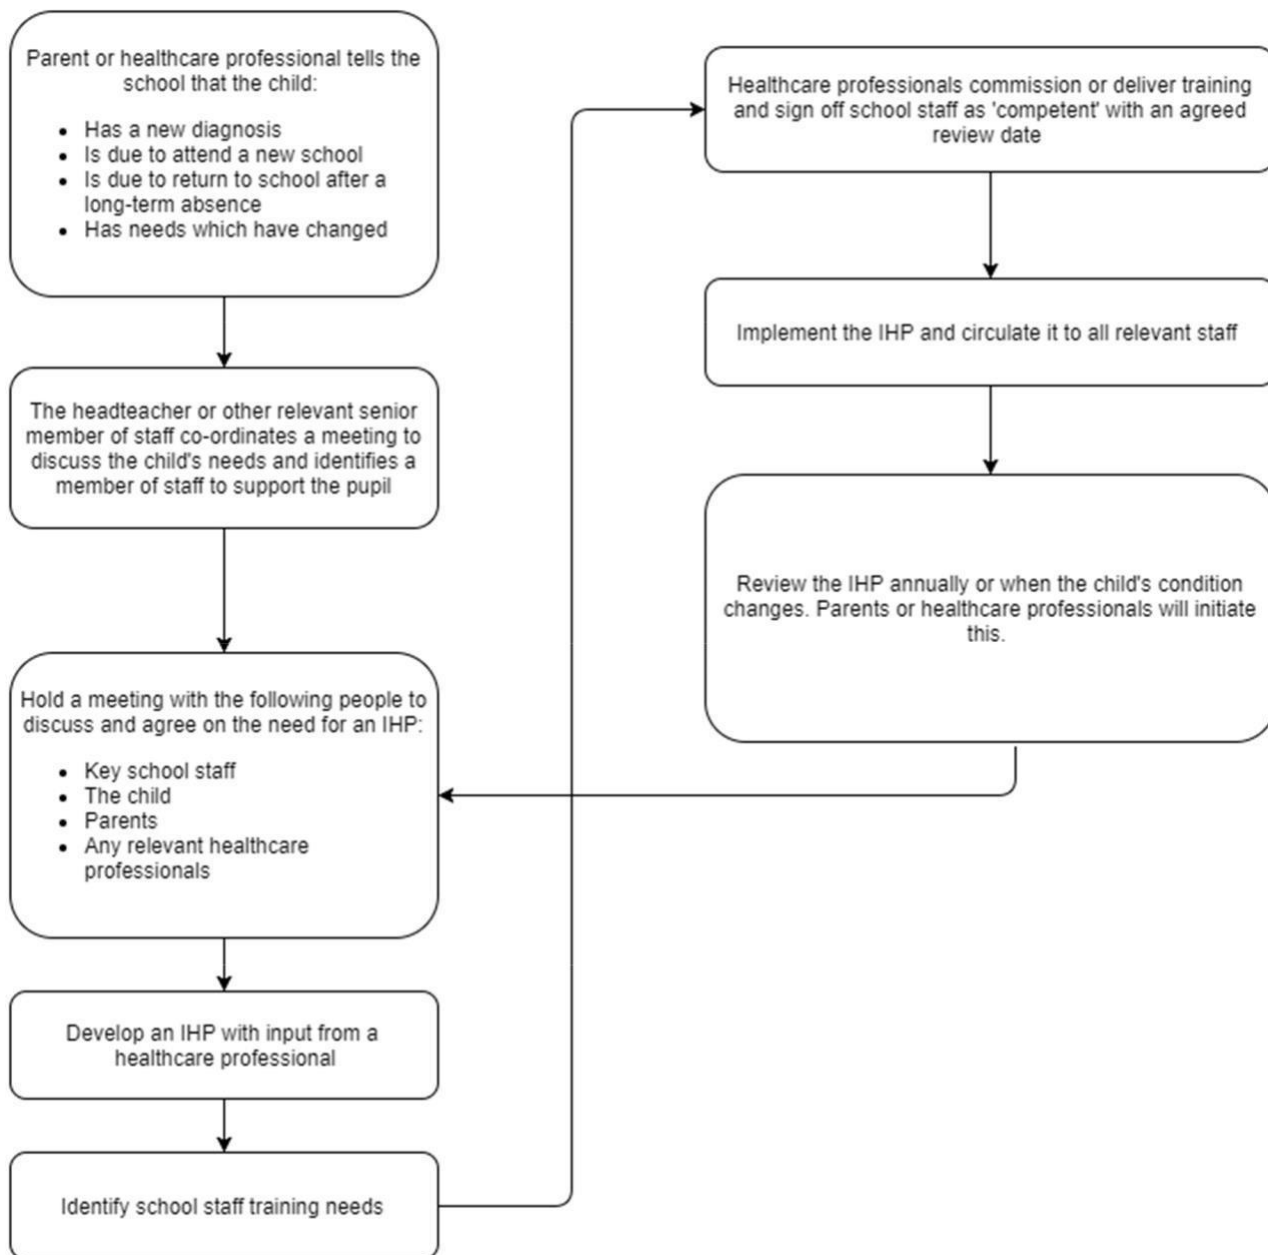 Parent or healthcare professional tells the
school that the child:
• Has a new diagnosis
• Is due to attend a new school
• Is due to return to school after a
long-term absence
• Has needs which have changed
The headteacher or other relevant senior
member of staff co-ordinates a meeting to
discuss the child's needs and identifies a
member of staff to support the pupil
Hold a meeting with the following people to
discuss and agree on the need for an IHP:
• Key school staff
• The child
• Parents
• Any relevant healthcare
professionals
Develop an IHP with input from a
healthcare professional
Identify school staff training needs
Healthcare professionals commission or deliver training
and sign off school staff as 'competent' with an agreed
review date
Implement the IHP and circulate it to all relevant staff
Review the IHP annually or when the child's condition
changes. Parents or healthcare professionals will initiate
this.